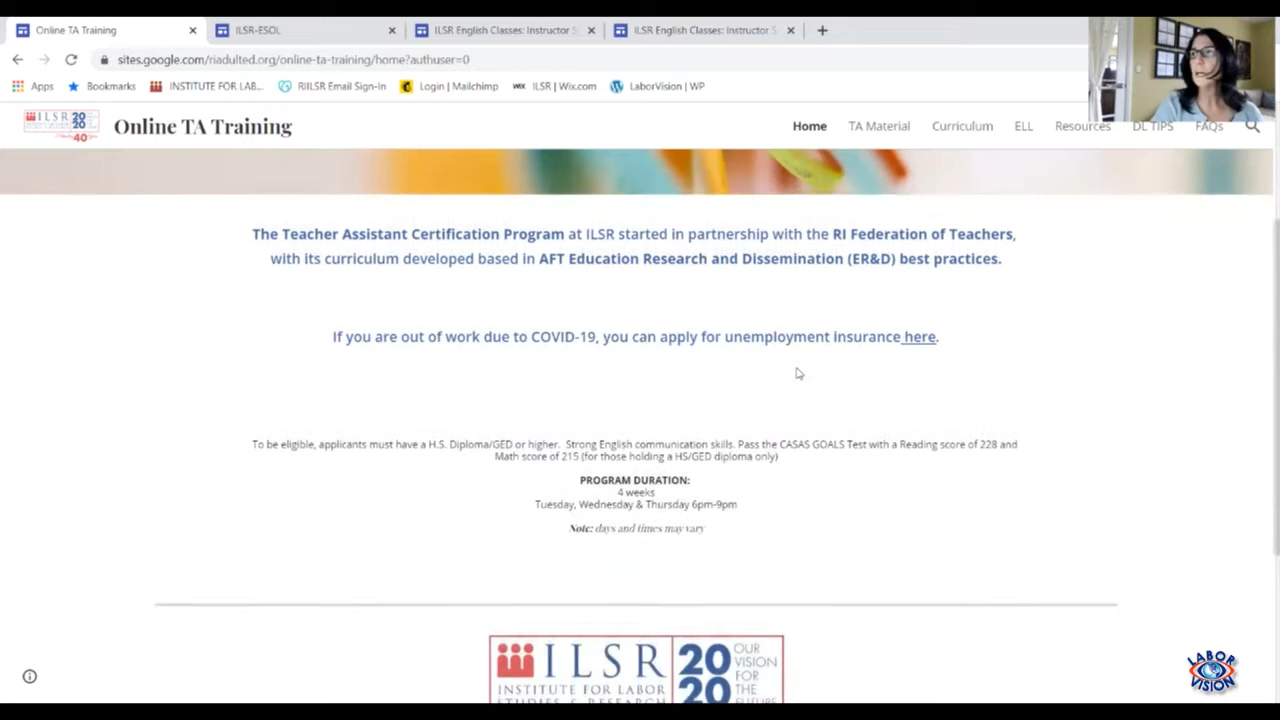 Online TA Training
ILSR-ESOL
ILSR English Classes: Instructor S
ILSR English Classes: Instructor S
sites.google.com/riadulted.org/online-ta-training/home?authuser=0
Apps Bookmarks INSTITUTE FOR LAB... RIILSR Email Sign-In Login | Mailchimp WIX ILSR | Wix.com LaborVision | WP
ILSR 20 20 40
Online TA Training
Home TA Material Curriculum ELL Resources DL TIPS FAQs
The Teacher Assistant Certification Program at ILSR started in partnership with the RI Federation of Teachers,
with its curriculum developed based in AFT Education Research and Dissemination (ER&D) best practices.
If you are out of work due to COVID-19, you can apply for unemployment insurance here.
To be eligible, applicants must have a H.S. Diploma/GED or higher. Strong English communication skills. Pass the CASAS GOALS Test with a Reading score of 228 and
Math score of 215 (for those holding a HS/GED diploma only)
PROGRAM DURATION:
4 weeks
Tuesday, Wednesday & Thursday 6pm-9pm
Note: days and times may vary
ILSR
INSTITUTE FOR LABOR
STUDIES & RESEARCH
20
20
OUR
VISION
FOR
THE
FUTURE
LABOR
VISION